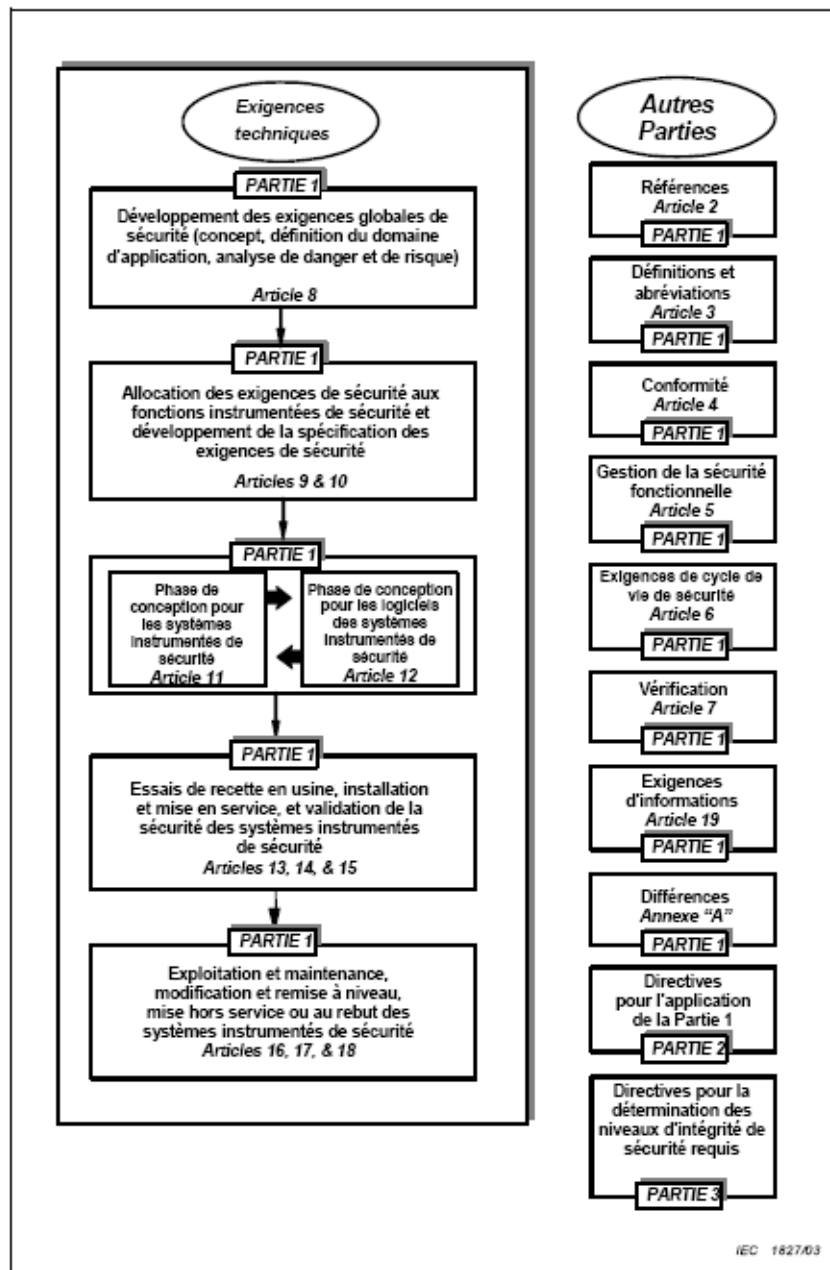 Exigences
techniques
PARTIE 1
Développement des exigences globales de
sécurité (concept, définition du domaine
d'application, analyse de danger et de risque)
Article 8
PARTIE 1
Allocation des exigences de sécurité aux
fonctions instrumentées de sécurité et
développement de la spécification des
exigences de sécurité
Articles 9 & 10
PARTIE 1
Phase de
conception pour
les systèmes
instrumentés de
sécurité
Article 11
Phase de conception
pour les logiciels
des systèmes
instrumentés de
sécurité
Article 12
PARTIE 1
Essais de recette en usine, installation
et mise en service, et validation de la
sécurité des systèmes instrumentés
de sécurité
Articles 13, 14, & 15
PARTIE 1
Exploitation et maintenance,
modification et remise à niveau,
mise hors service ou au rebut des
systèmes instrumentés de sécurité
Articles 16, 17, & 18
Autres
Parties
Références
Article 2
PARTIE 1
Définitions et
abréviations
Article 3
PARTIE 1
Conformité
Article 4
PARTIE 1
Gestion de la sécurité
fonctionnelle
Article 5
PARTIE 1
Exigences de cycle de
vie de sécurité
Article 6
PARTIE 1
Vérification
Article 7
PARTIE 1
Exigences
d'informations
Article 19
PARTIE 1
Différences
Annexe "A"
PARTIE 1
Directives
pour l'application
de la Partie 1
PARTIE 2
Directives pour la
détermination des
niveaux d'intégrité de
sécurité requis
PARTIE 3
IEC 1827/03